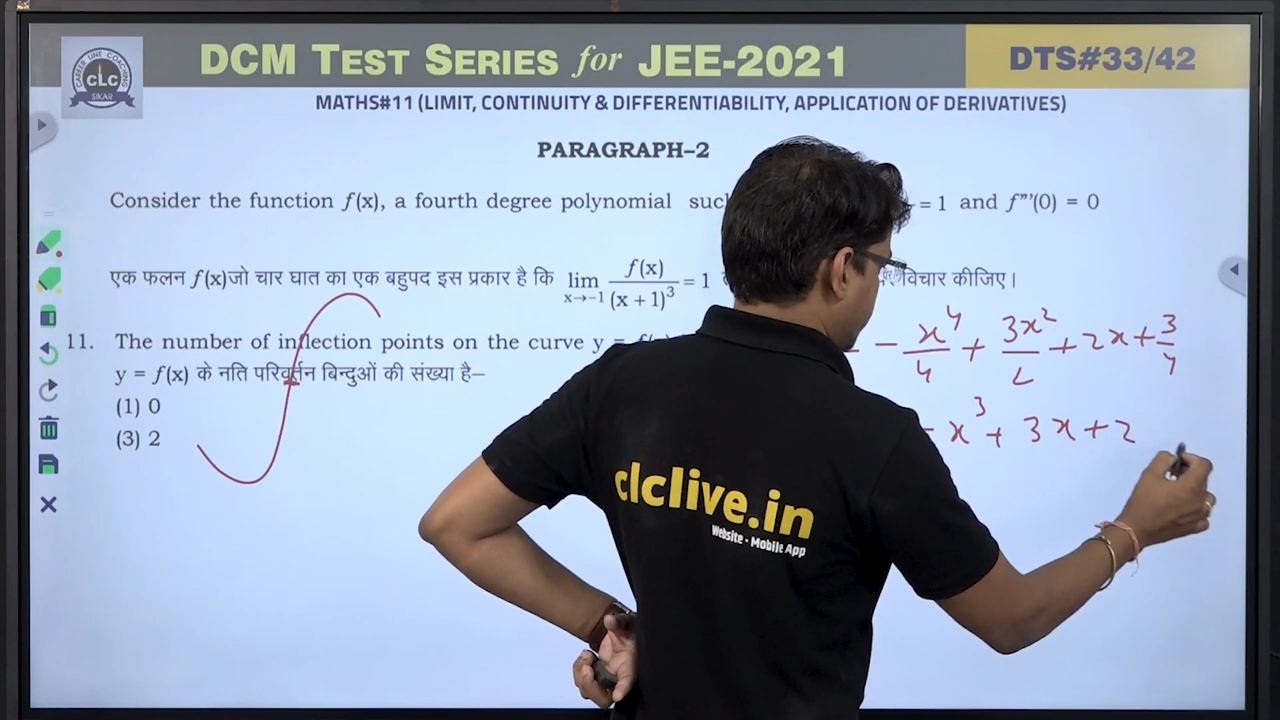 DCM TEST SERIES for JEE-2021
DTS#33/42
CAREER LINE COACHING
CLC
SIKAR
MATHS#11 (LIMIT, CONTINUITY & DIFFERENTIABILITY, APPLICATION OF DERIVATIVES)
PARAGRAPH–2
Consider the function f(x), a fourth degree polynomial = 1 and f'''(0) = 0
एक फलन f(x)जो चार घात का एक बहुपद इस प्रकार है कि lim x→-1 f(x)/(x + 1)³ = 1 विचार कीजिए।
11. The number of inflection points on the curve y = f(x)
y = f(x) के नति परिवर्तन बिन्दुओं की संख्या है–
(1) 0
(3) 2
- x⁴/4 + 3x²/2 + 2x + 3/4
- x³ + 3x + 2
clclive.in
Website • Mobile App